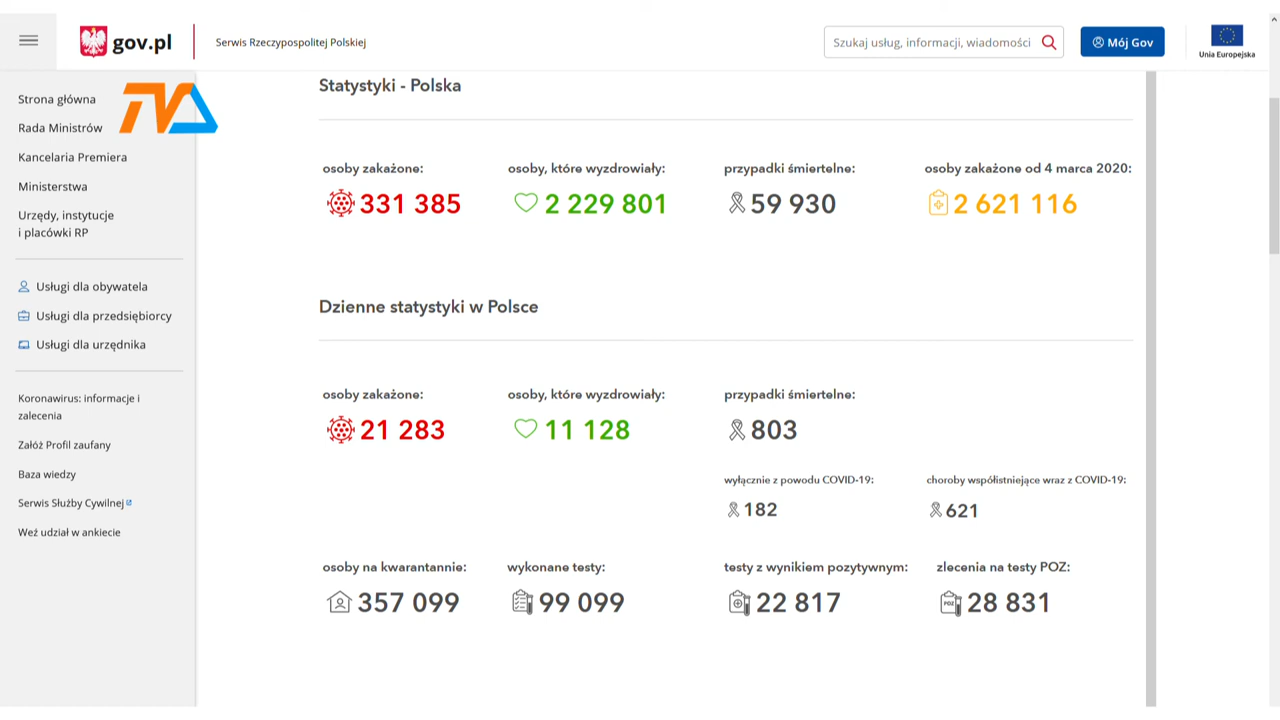 gov.pl
Serwis Rzeczypospolitej Polskiej
Szukaj usług, informacji, wiadomości
Mój Gov
Unia Europejska
TVA
Strona główna
Rada Ministrów
Kancelaria Premiera
Ministerstwa
Urzędy, instytucje
i placówki RP
Usługi dla obywatela
Usługi dla przedsiębiorcy
Usługi dla urzędnika
Koronawirus: informacje i
zalecenia
Załóż Profil zaufany
Baza wiedzy
Serwis Służby Cywilnej
Weź udział w ankiecie
Statystyki - Polska
osoby zakażone:
331 385
osoby, które wyzdrowiały:
2 229 801
przypadki śmiertelne:
59 930
osoby zakażone od 4 marca 2020:
2 621 116
Dzienne statystyki w Polsce
osoby zakażone:
21 283
osoby, które wyzdrowiały:
11 128
przypadki śmiertelne:
803
wyłącznie z powodu COVID-19:
182
choroby współistniejące wraz z COVID-19:
621
osoby na kwarantannie:
357 099
wykonane testy:
99 099
testy z wynikiem pozytywnym:
22 817
zlecenia na testy POZ:
POZ
28 831